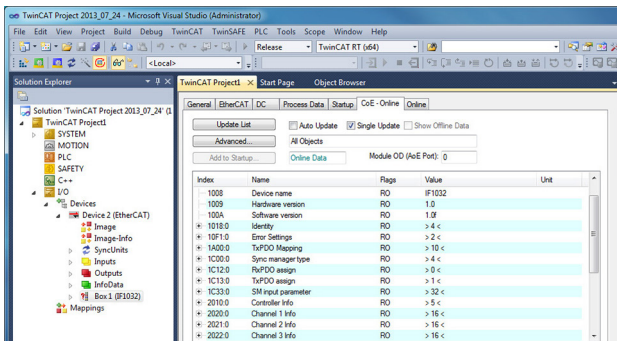 TwinCAT Project 2013_07_24 - Microsoft Visual Studio (Administrator)
File Edit View Project Build Debug TwinCAT TwinSAFE PLC Tools Scope Window Help
Release TwinCAT RT (x64)
<Local>
Solution Explorer
TwinCAT Project1 Start Page Object Browser
Solution 'TwinCAT Project 2013_07_24' (1
TwinCAT Project1
SYSTEM
MOTION
PLC
SAFETY
C++
I/O
Devices
Device 2 (EtherCAT)
Image
Image-Info
SyncUnits
Inputs
Outputs
InfoData
Box 1 (IF1032)
Mappings
General EtherCAT DC Process Data Startup CoE - Online Online
Update List Auto Update Single Update Show Offline Data
Advanced... All Objects
Add to Startup... Online Data Module OD (AoE Port): 0
Index Name Flags Value Unit
1008 Device name RO IF1032
1009 Hardware version RO 1.0
100A Software version RO 1.0f
1018:0 Identity RO > 4 <
10F1:0 Error Settings RO > 2 <
1A00:0 TxPDO Mapping RO > 10 <
1C00:0 Sync manager type RO > 4 <
1C12:0 RxPDO assign RO > 0 <
1C13:0 TxPDO assign RO > 1 <
1C33:0 SM input parameter RO > 32 <
2010:0 Controller Info RO > 5 <
2020:0 Channel 1 Info RO > 16 <
2021:0 Channel 2 Info RO > 16 <
2022:0 Channel 3 Info RO > 16 <